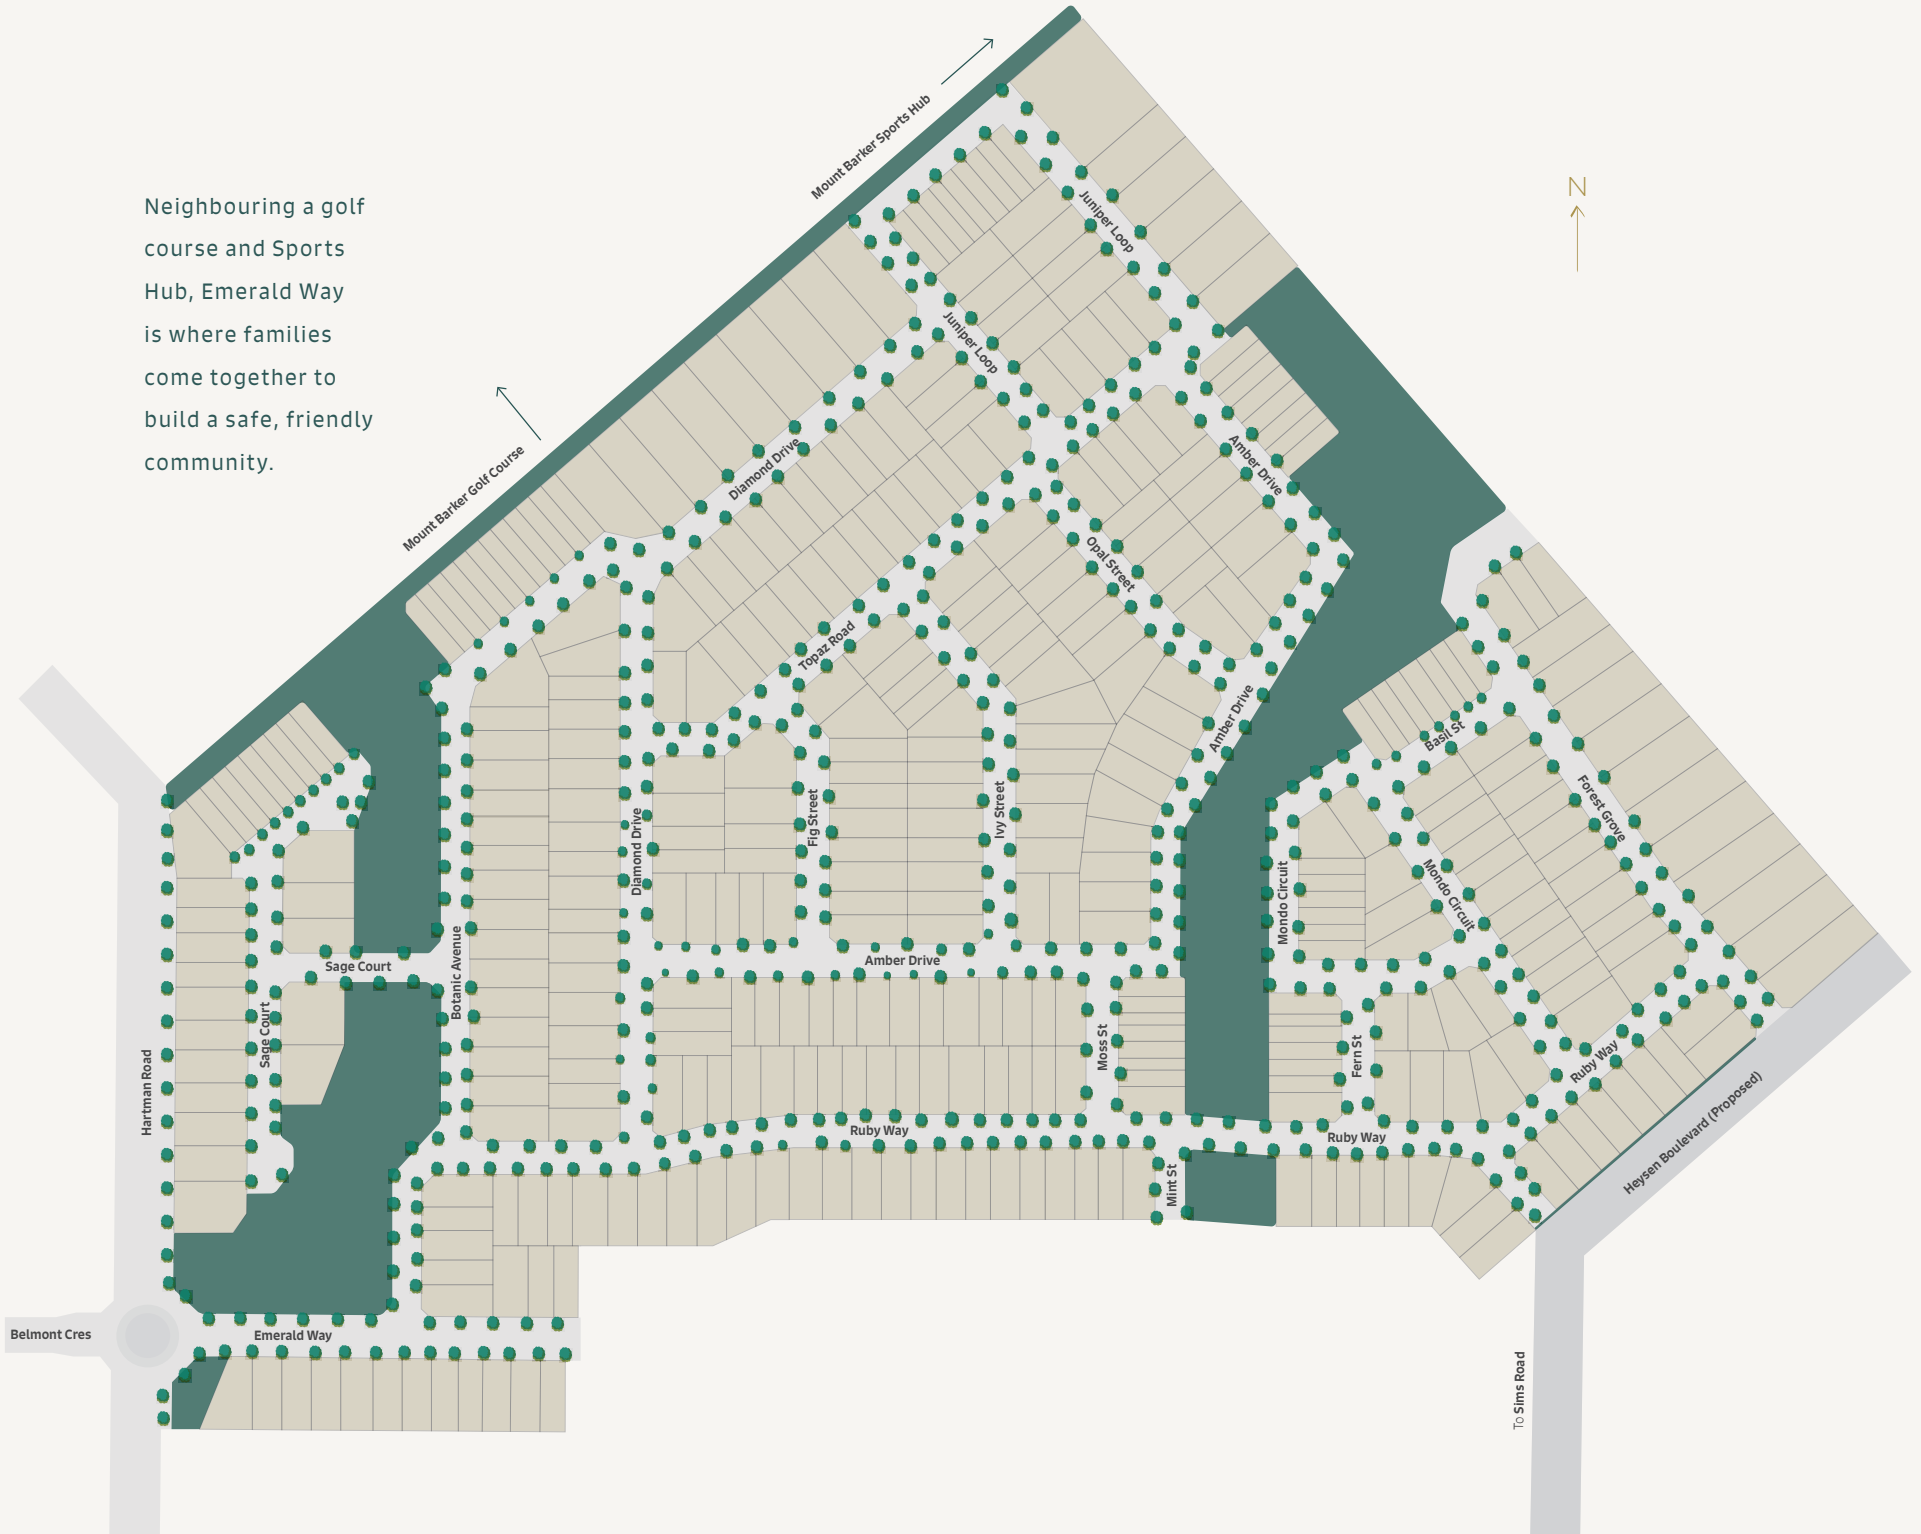 Neighbouring a golf
course and Sports
Hub, Emerald Way
is where families
come together to
build a safe, friendly
community.
Mount Barker Sports Hub
N
Juniper Loop
Juniper Loop
Mount Barker Golf Course
Diamond Drive
Amber Drive
Opal Street
Topaz Road
Amber Drive
Basil St
Forest Grove
Fig Street
Ivy Street
Diamond Drive
Mondo Circuit
Mondo Circuit
Amber Drive
Sage Court
Botanic Avenue
Sage Court
Moss St
Fern St
Ruby Way
Hartman Road
Ruby Way
Ruby Way
Heysen Boulevard (Proposed)
Mint St
Belmont Cres
Emerald Way
To Sims Road